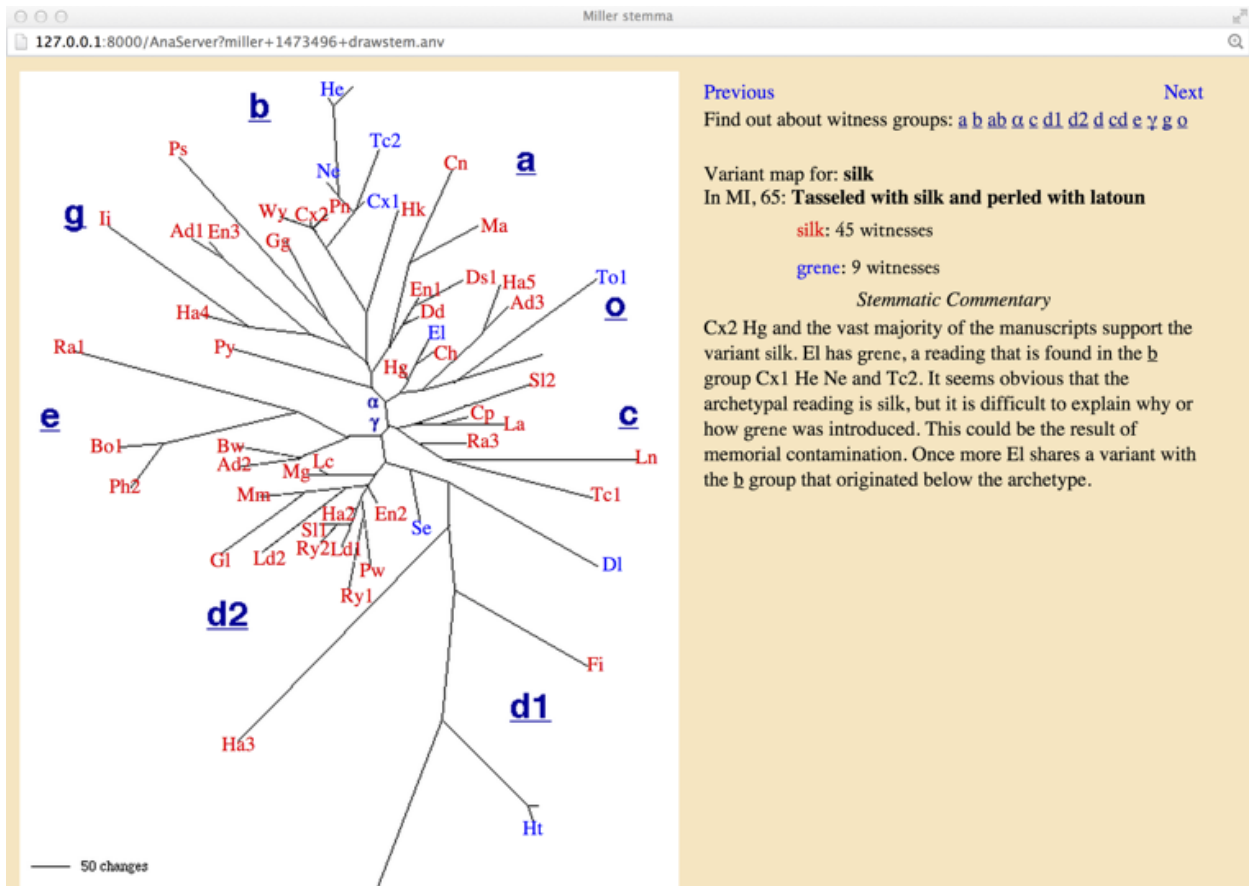 Miller stemma
127.0.0.1:8000/AnaServer?miller+1473496+drawstem.anv
He
b
Tc2
Ps
Cn
a
Ne
Cx1
Pn
Hk
g
Ii
Wy
Cx2
Ma
Ad1
En3
Gg
En1
Ds1
Ha5
To1
Ha4
Dd
Ad3
o
El
Ra1
Py
Hg
Ch
Sl2
α
e
γ
Cp
La
c
Bo1
Bw
Ra3
Ad2
Mg
Lc
Ln
Ph2
Mm
Tc1
Ha2
En2
Sl1
Se
Gl
Ld2
Ry2
Ld1
Pw
Dl
d2
Ry1
Fi
d1
Ha3
Ht
50 changes
Previous Next
Find out about witness groups: a b ab α c d1 d2 d cd e γ g o
Variant map for: silk
In MI, 65: Tasseled with silk and perled with latoun
silk: 45 witnesses
grene: 9 witnesses
Stemmatic Commentary
Cx2 Hg and the vast majority of the manuscripts support the
variant silk. El has grene, a reading that is found in the b
group Cx1 He Ne and Tc2. It seems obvious that the
archetypal reading is silk, but it is difficult to explain why or
how grene was introduced. This could be the result of
memorial contamination. Once more El shares a variant with
the b group that originated below the archetype.